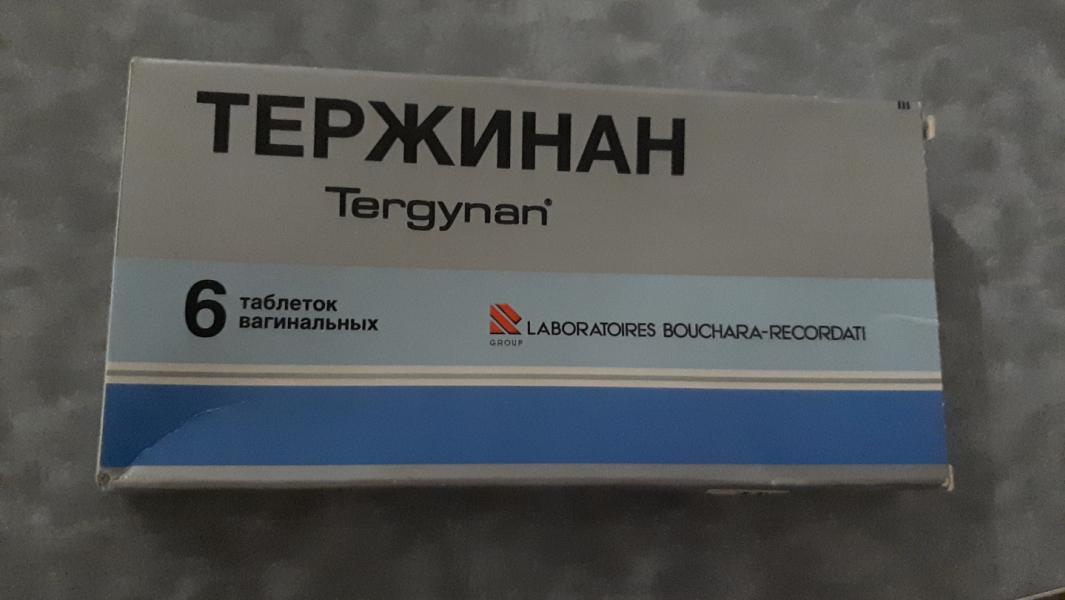 ТЕРЖИНАН
Tergynan®
6 таблеток
вагинальных
LABORATOIRES BOUCHARA-RECORDATI
GROUP